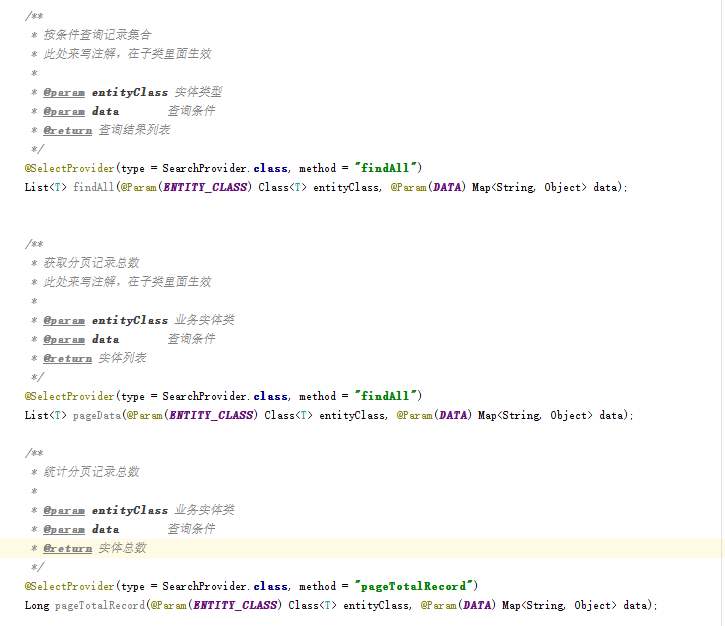 /**
 * 按条件查询记录集合
 * 此处来写注解，在子类里面生效
 *
 * @param entityClass 实体类型
 * @param data        查询条件
 * @return 查询结果列表
 */
@SelectProvider(type = SearchProvider.class, method = "findAll")
List<T> findAll(@Param(ENTITY_CLASS) Class<T> entityClass, @Param(DATA) Map<String, Object> data);
/**
 * 获取分页记录总数
 * 此处来写注解，在子类里面生效
 *
 * @param entityClass 业务实体类
 * @param data        查询条件
 * @return 实体列表
 */
@SelectProvider(type = SearchProvider.class, method = "findAll")
List<T> pageData(@Param(ENTITY_CLASS) Class<T> entityClass, @Param(DATA) Map<String, Object> data);
/**
 * 统计分页记录总数
 *
 * @param entityClass 业务实体类
 * @param data        查询条件
 * @return 实体总数
 */
@SelectProvider(type = SearchProvider.class, method = "pageTotalRecord")
Long pageTotalRecord(@Param(ENTITY_CLASS) Class<T> entityClass, @Param(DATA) Map<String, Object> data);